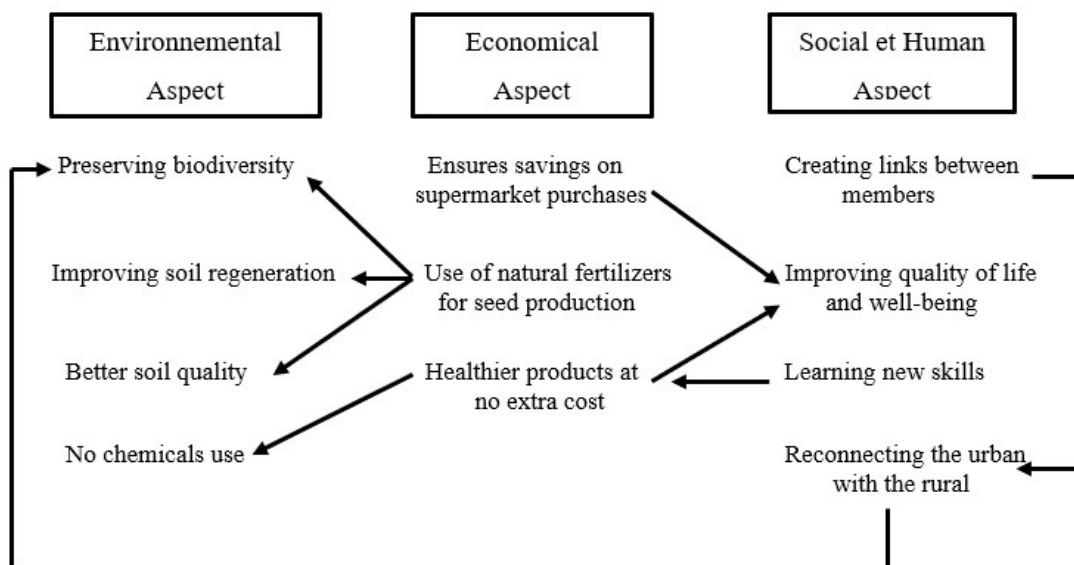 Environnemental
Aspect
Economical
Aspect
Social et Human
Aspect
Preserving biodiversity
Ensures savings on
supermarket purchases
Creating links between
members
Improving soil regeneration
Use of natural fertilizers
for seed production
Improving quality of life
and well-being
Better soil quality
Healthier products at
no extra cost
Learning new skills
No chemicals use
Reconnecting the urban
with the rural